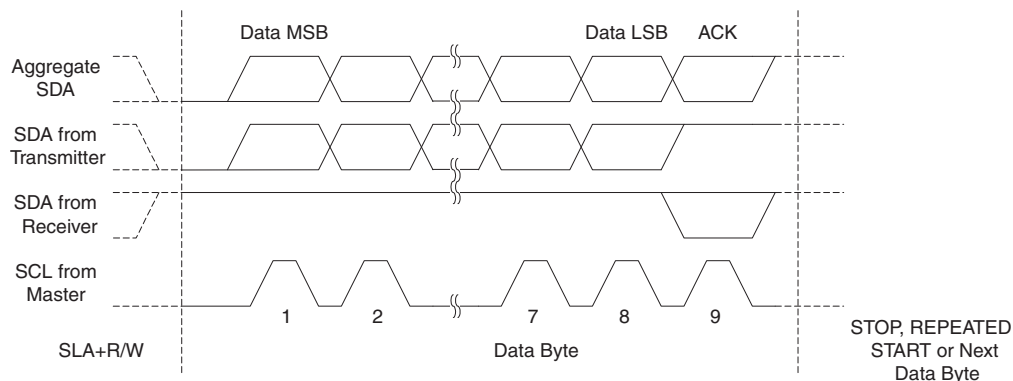 Data MSB
Data LSB
ACK
Aggregate
SDA
SDA from
Transmitter
SDA from
Receiver
SCL from
Master
1
2
7
8
9
SLA+R/W
Data Byte
STOP, REPEATED
START or Next
Data Byte